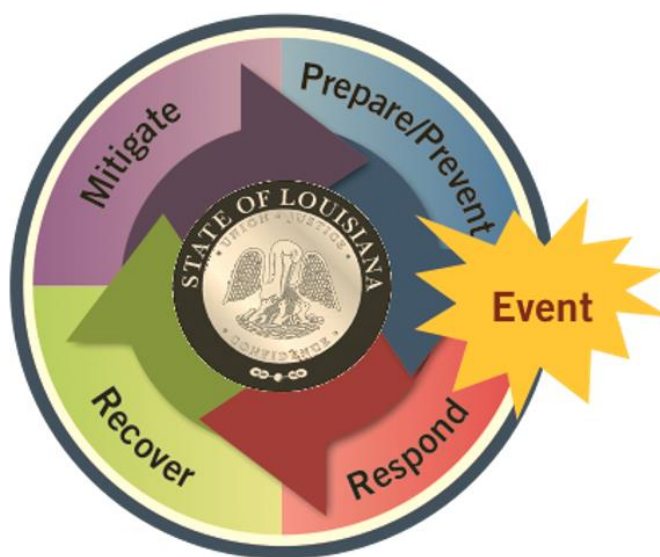 Mitigate
Prepare/Prevent
Event
Respond
Recover
STATE OF LOUISIANA
UNION · JUSTICE
CONFIDENCE